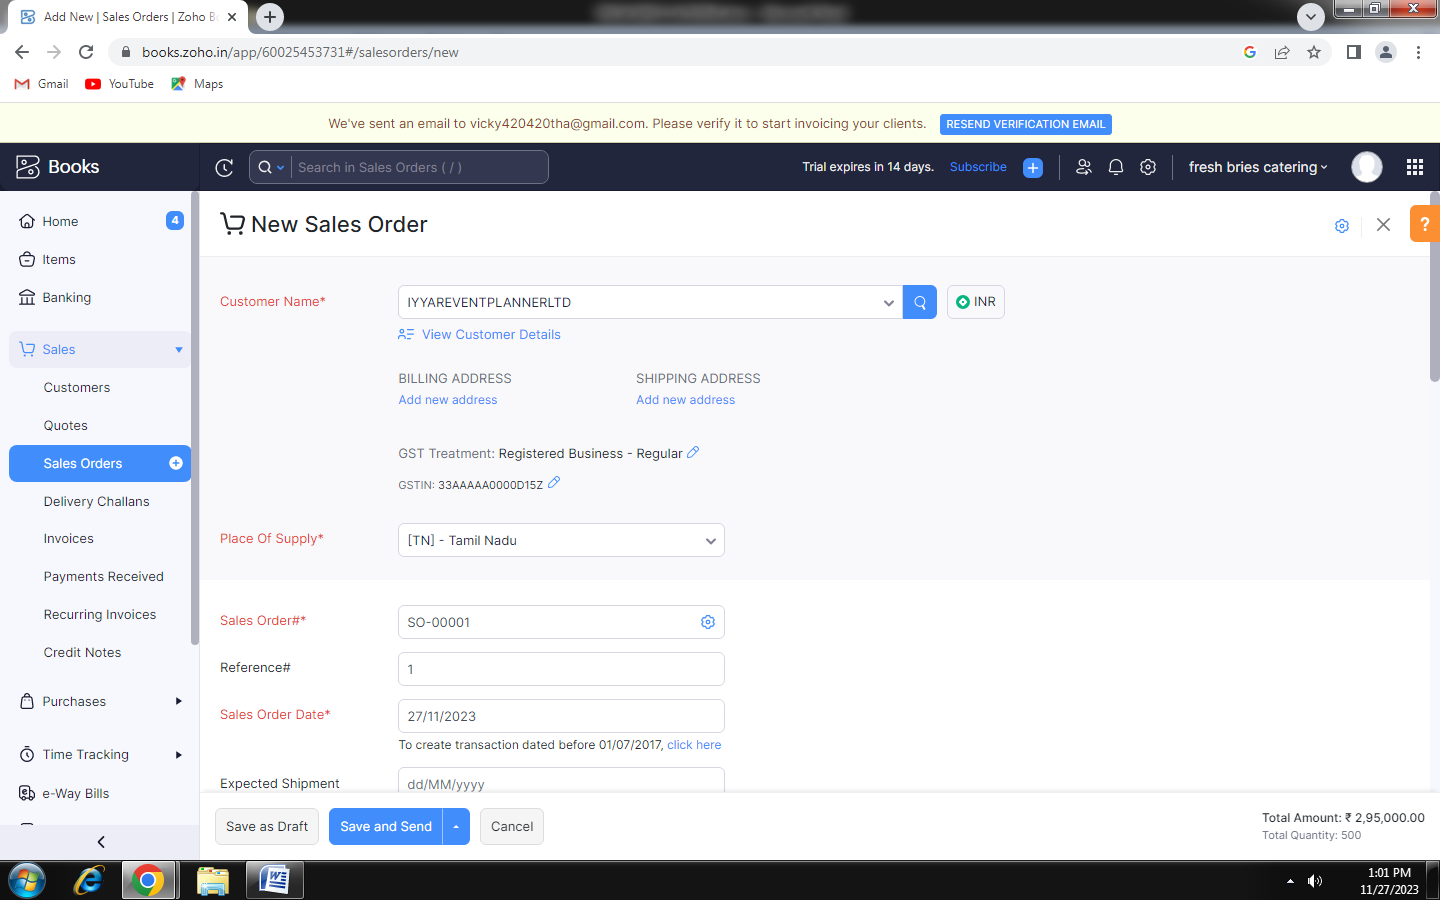 Add New | Sales Orders | Zoho B
books.zoho.in/app/60025453731#/salesorders/new
Gmail YouTube Maps
We've sent an email to vicky420420tha@gmail.com. Please verify it to start invoicing your clients. RESEND VERIFICATION EMAIL
Books
Search in Sales Orders ( / )
Trial expires in 14 days. Subscribe
fresh bries catering
Home 4
Items
Banking
Sales
Customers
Quotes
Sales Orders
Delivery Challans
Invoices
Payments Received
Recurring Invoices
Credit Notes
Purchases
Time Tracking
e-Way Bills
New Sales Order
?
Customer Name*
IYYAREVENTPLANNERLTD
INR
View Customer Details
BILLING ADDRESS SHIPPING ADDRESS
Add new address Add new address
GST Treatment: Registered Business - Regular
GSTIN: 33AAAAA0000D15Z
Place Of Supply*
[TN] - Tamil Nadu
Sales Order#*
SO-00001
Reference#
1
Sales Order Date*
27/11/2023
To create transaction dated before 01/07/2017, click here
Expected Shipment
dd/MM/yyyy
Save as Draft Save and Send Cancel
Total Amount: ₹ 2,95,000.00
Total Quantity: 500
1:01 PM
11/27/2023